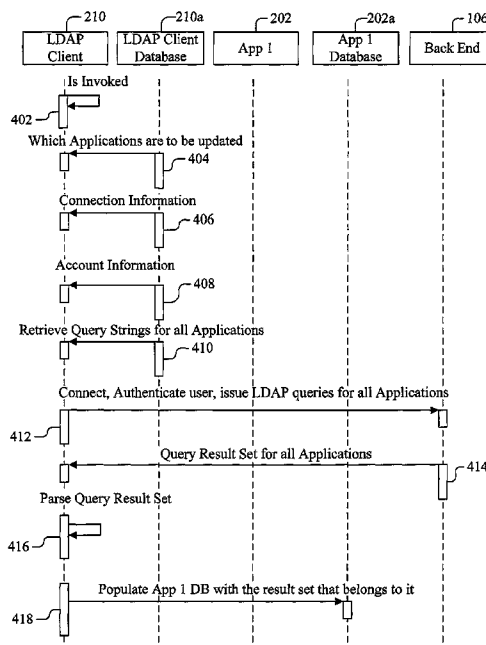 210
210a
202
202a
106
LDAP
Client
LDAP Client
Database
App 1
App 1
Database
Back End
Is Invoked
402
Which Applications are to be updated
404
Connection Information
406
Account Information
408
Retrieve Query Strings for all Applications
410
Connect, Authenticate user, issue LDAP queries for all Applications
412
Query Result Set for all Applications
414
Parse Query Result Set
416
Populate App 1 DB with the result set that belongs to it
418